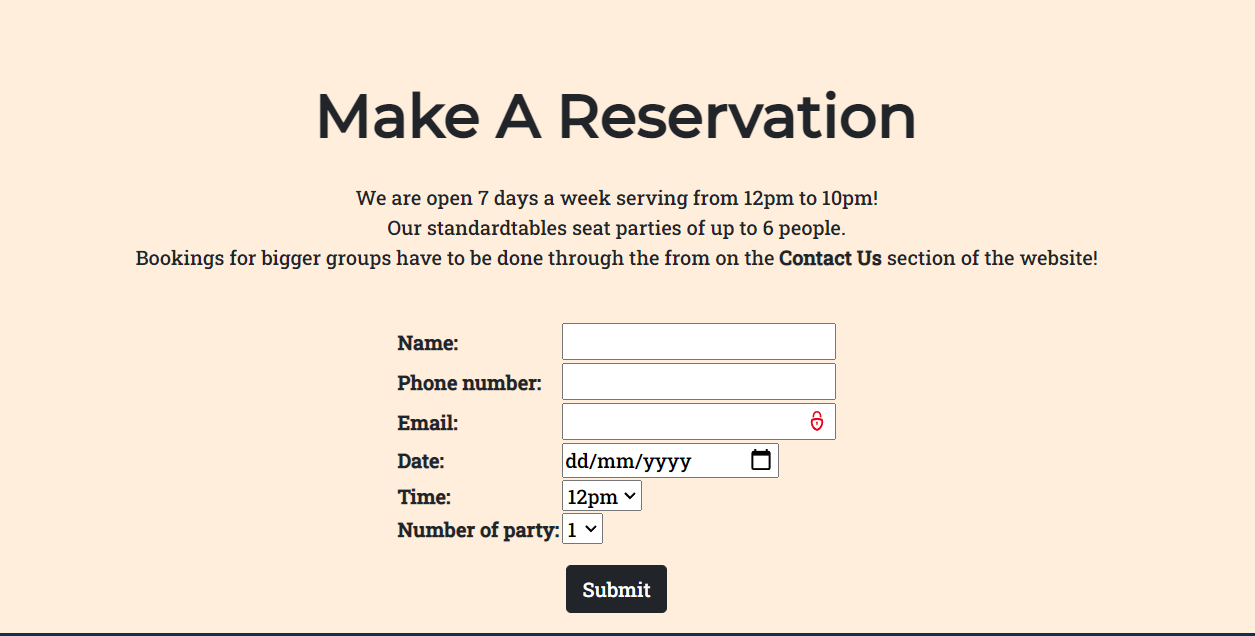 Make A Reservation
We are open 7 days a week serving from 12pm to 10pm!
Our standardtables seat parties of up to 6 people.
Bookings for bigger groups have to be done through the from on the Contact Us section of the website!
Name:
Phone number:
Email:
Date: dd/mm/yyyy
Time: 12pm
Number of party: 1
Submit